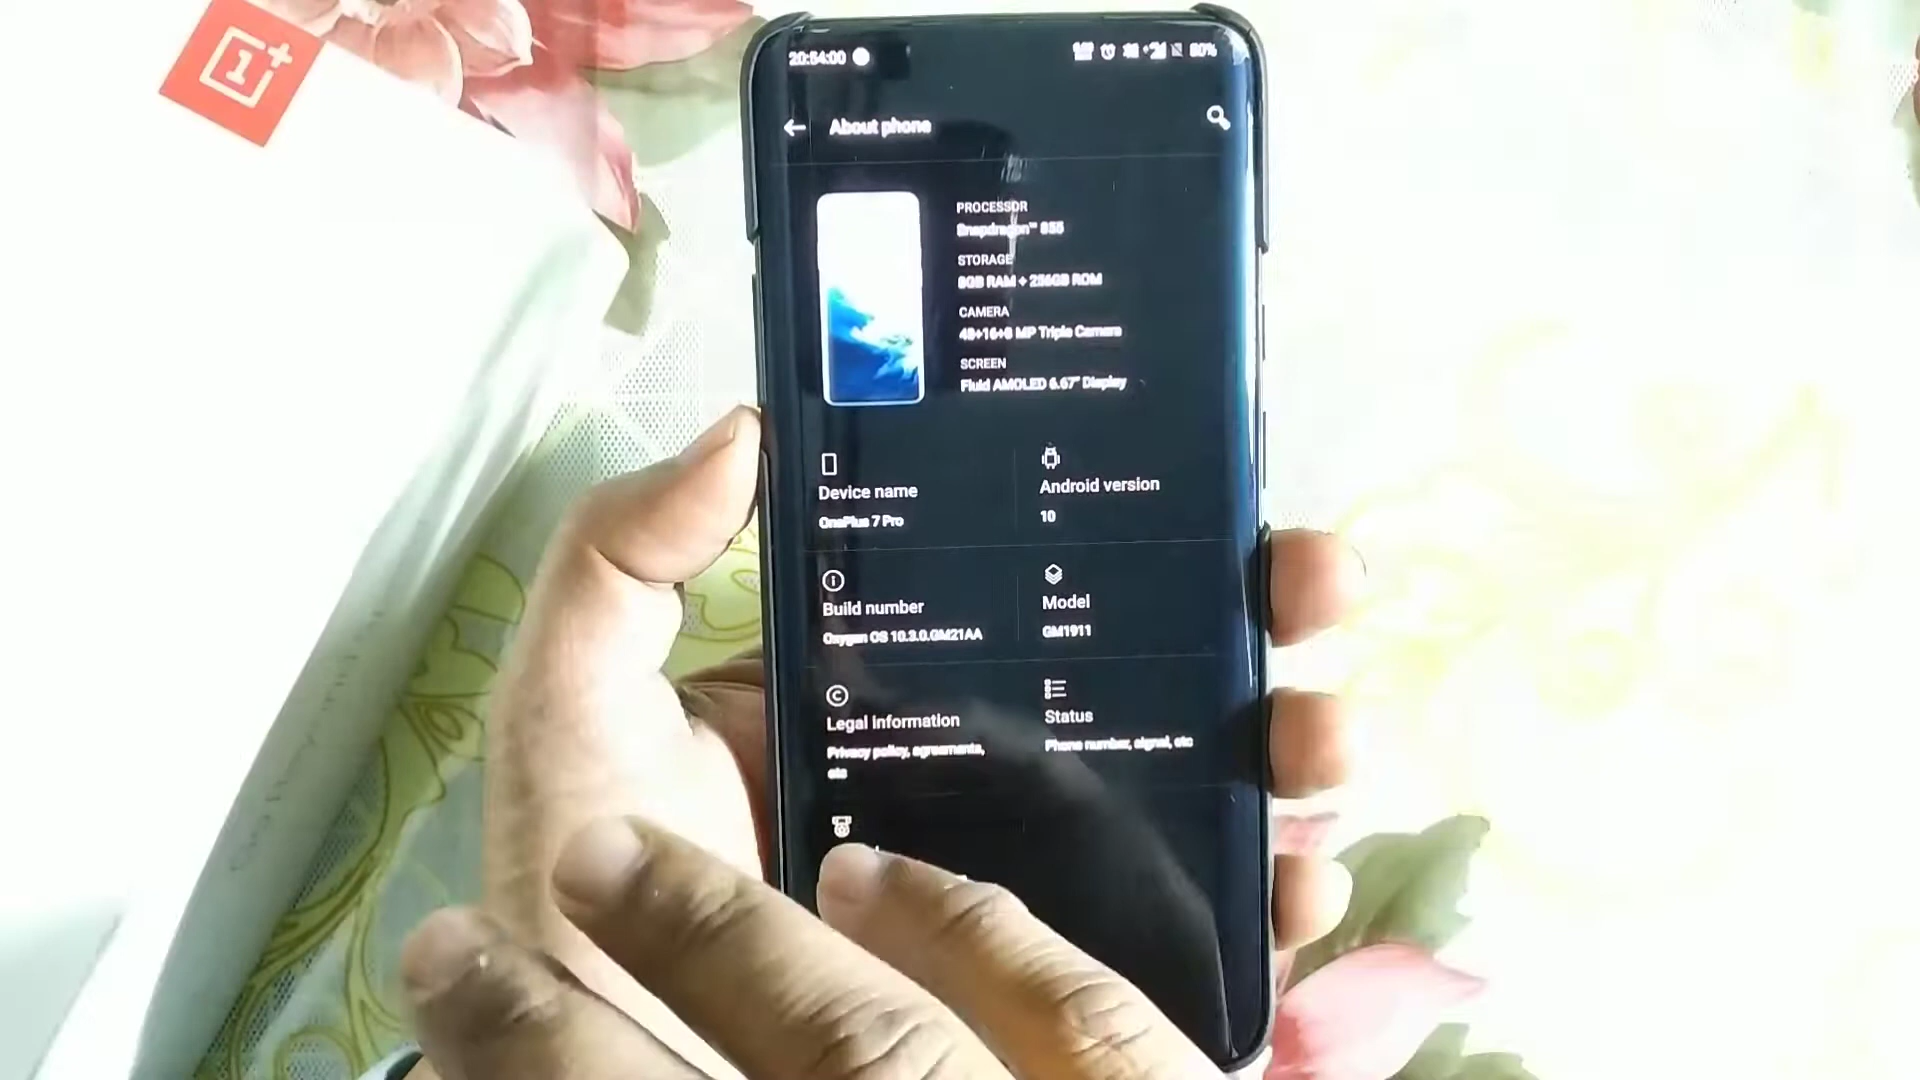 1+
20:54:00
80%
About phone
PROCESSOR
Snapdragon™ 855
STORAGE
8GB RAM + 256GB ROM
CAMERA
48+16+8 MP Triple Camera
SCREEN
Fluid AMOLED 6.67" Display
Device name
OnePlus 7 Pro
Android version
10
Build number
Oxygen OS 10.3.0.GM21AA
Model
GM1911
Legal information
Privacy policy, agreements,
etc
Status
Phone number, signal, etc